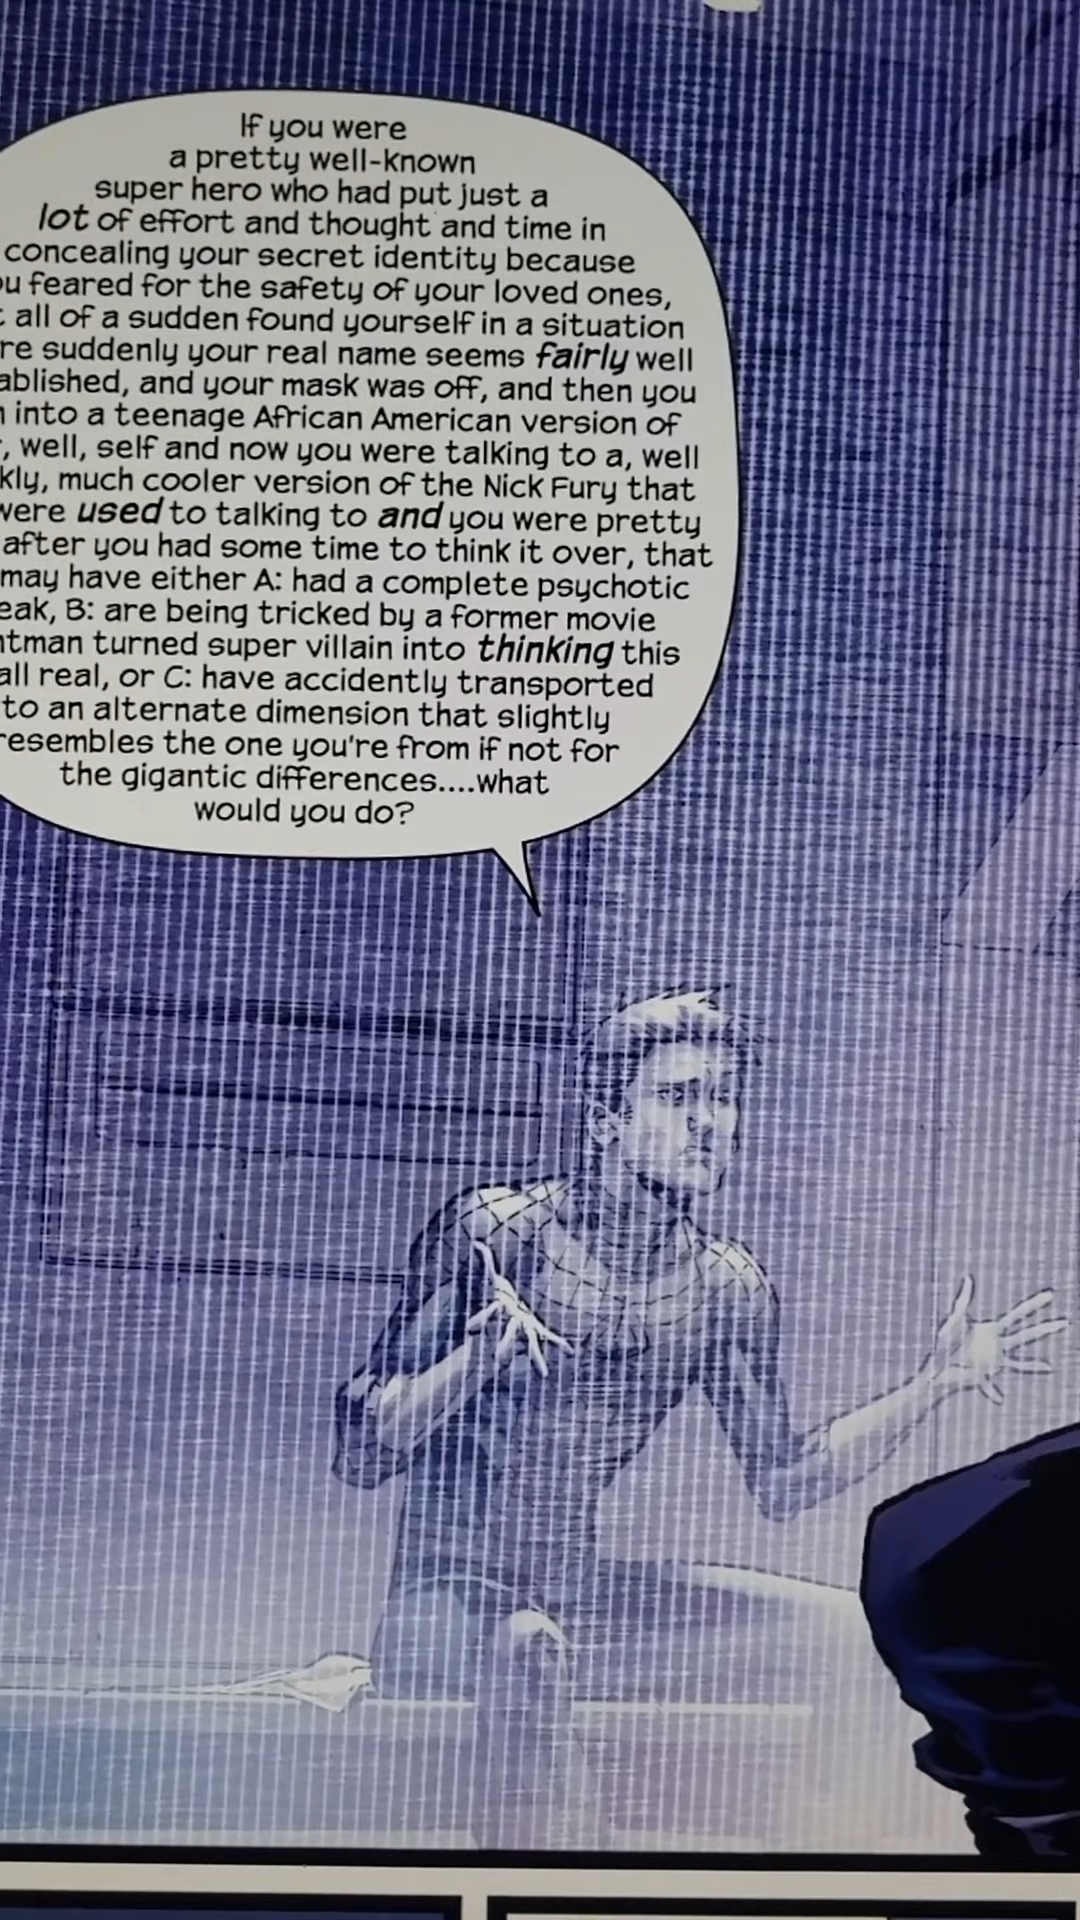 If you were
a pretty well-known
super hero who had put just a
lot of effort and thought and time in
concealing your secret identity because
feared for the safety of your loved ones,
all of a sudden found yourself in a situation
suddenly your real name seems fairly well
and your mask was off, and then you
into a teenage African American version of
well, self and now you were talking to a, well
much cooler version of the Nick Fury that
were used to talking to and you were pretty
after you had some time to think it over, that
may have either A: had a complete psychotic
B: are being tricked by a former movie
turned super villain into thinking this
all real, or C: have accidently transported
to an alternate dimension that slightly
resembles the one you're from if not for
the gigantic differences....what
would you do?